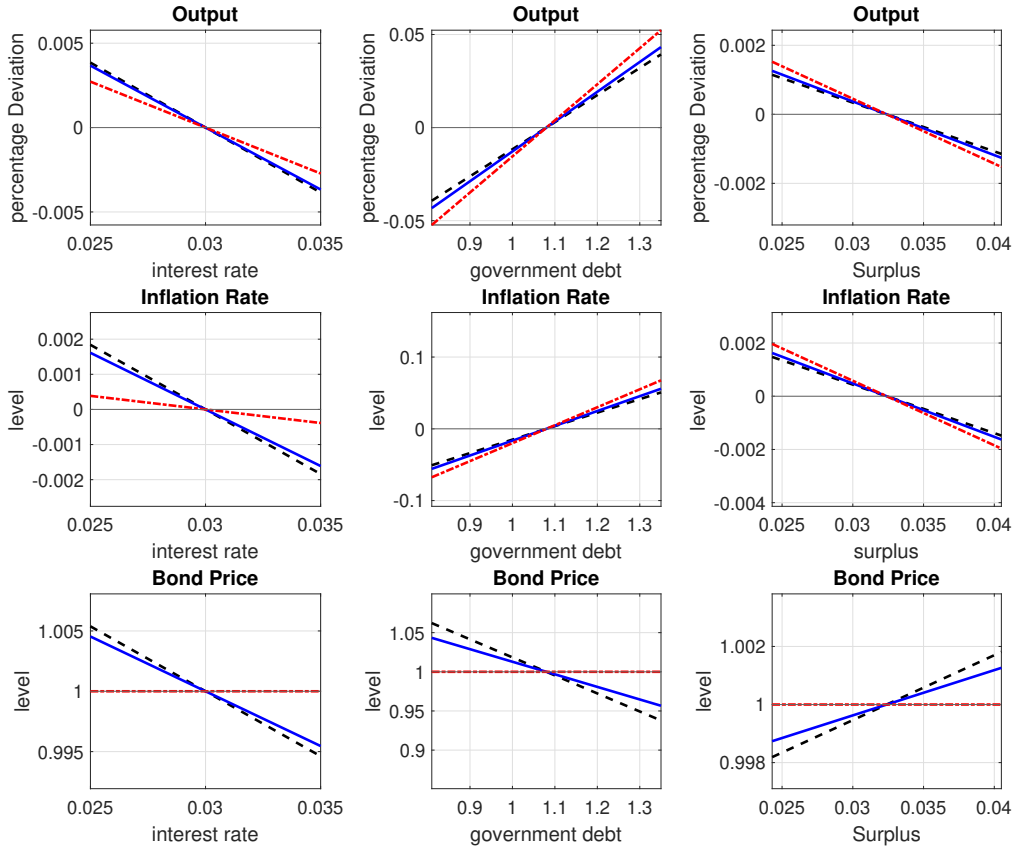 Output
percentage Deviation
0.005
0
-0.005
0.025 0.03 0.035
interest rate
Output
percentage Deviation
0.05
0
-0.05
0.9 1 1.1 1.2 1.3
government debt
Output
percentage Deviation
0.002
0
-0.002
0.025 0.03 0.035 0.04
Surplus
Inflation Rate
level
0.002
0.001
0
-0.001
-0.002
0.025 0.03 0.035
interest rate
Inflation Rate
level
0.1
0
-0.1
0.9 1 1.1 1.2 1.3
government debt
Inflation Rate
level
0.002
0
-0.002
-0.004
0.025 0.03 0.035 0.04
surplus
Bond Price
level
1.005
1
0.995
0.025 0.03 0.035
interest rate
Bond Price
level
1.05
1
0.95
0.9
0.9 1 1.1 1.2 1.3
government debt
Bond Price
level
1.002
1
0.998
0.025 0.03 0.035 0.04
Surplus